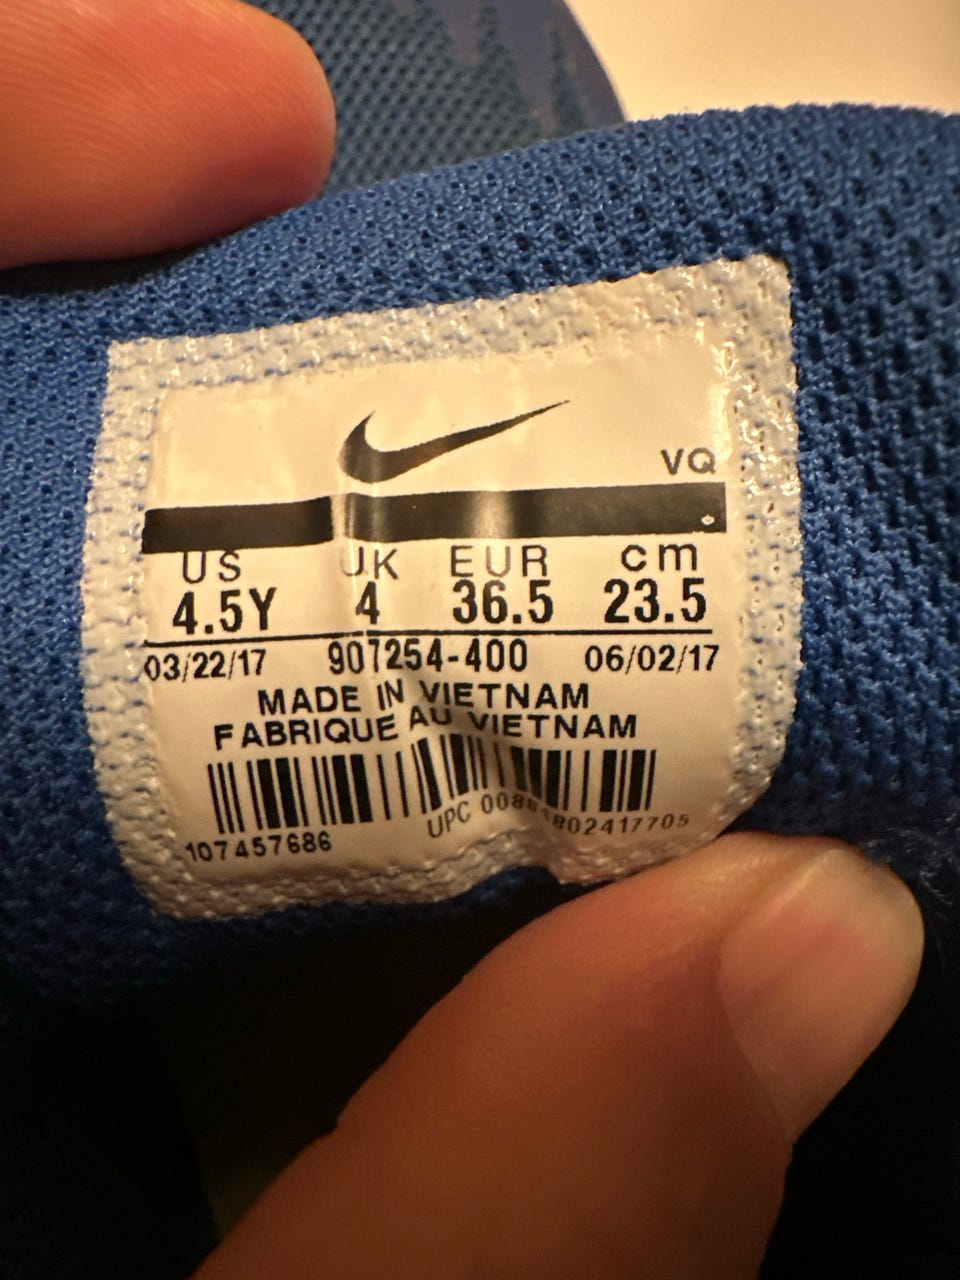 VQ
US UK EUR cm
4.5Y 4 36.5 23.5
03/22/17 907254-400 06/02/17
MADE IN VIETNAM
FABRIQUE AU VIETNAM
107457686 UPC